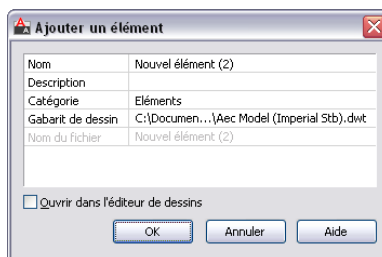 Ajouter un élément
Nom Nouvel élément (2)
Description
Catégorie Eléments
Gabarit de dessin C:\Documen...\Aec Model (Imperial Stb).dwt
Nom du fichier Nouvel élément (2)
Ouvrir dans l'éditeur de dessins
OK Annuler Aide